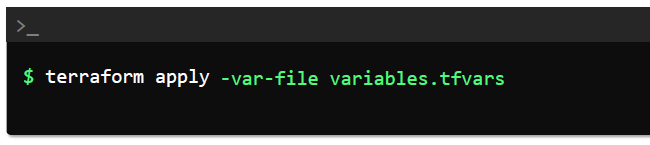 >_
$ terraform apply -var-file variables.tfvars